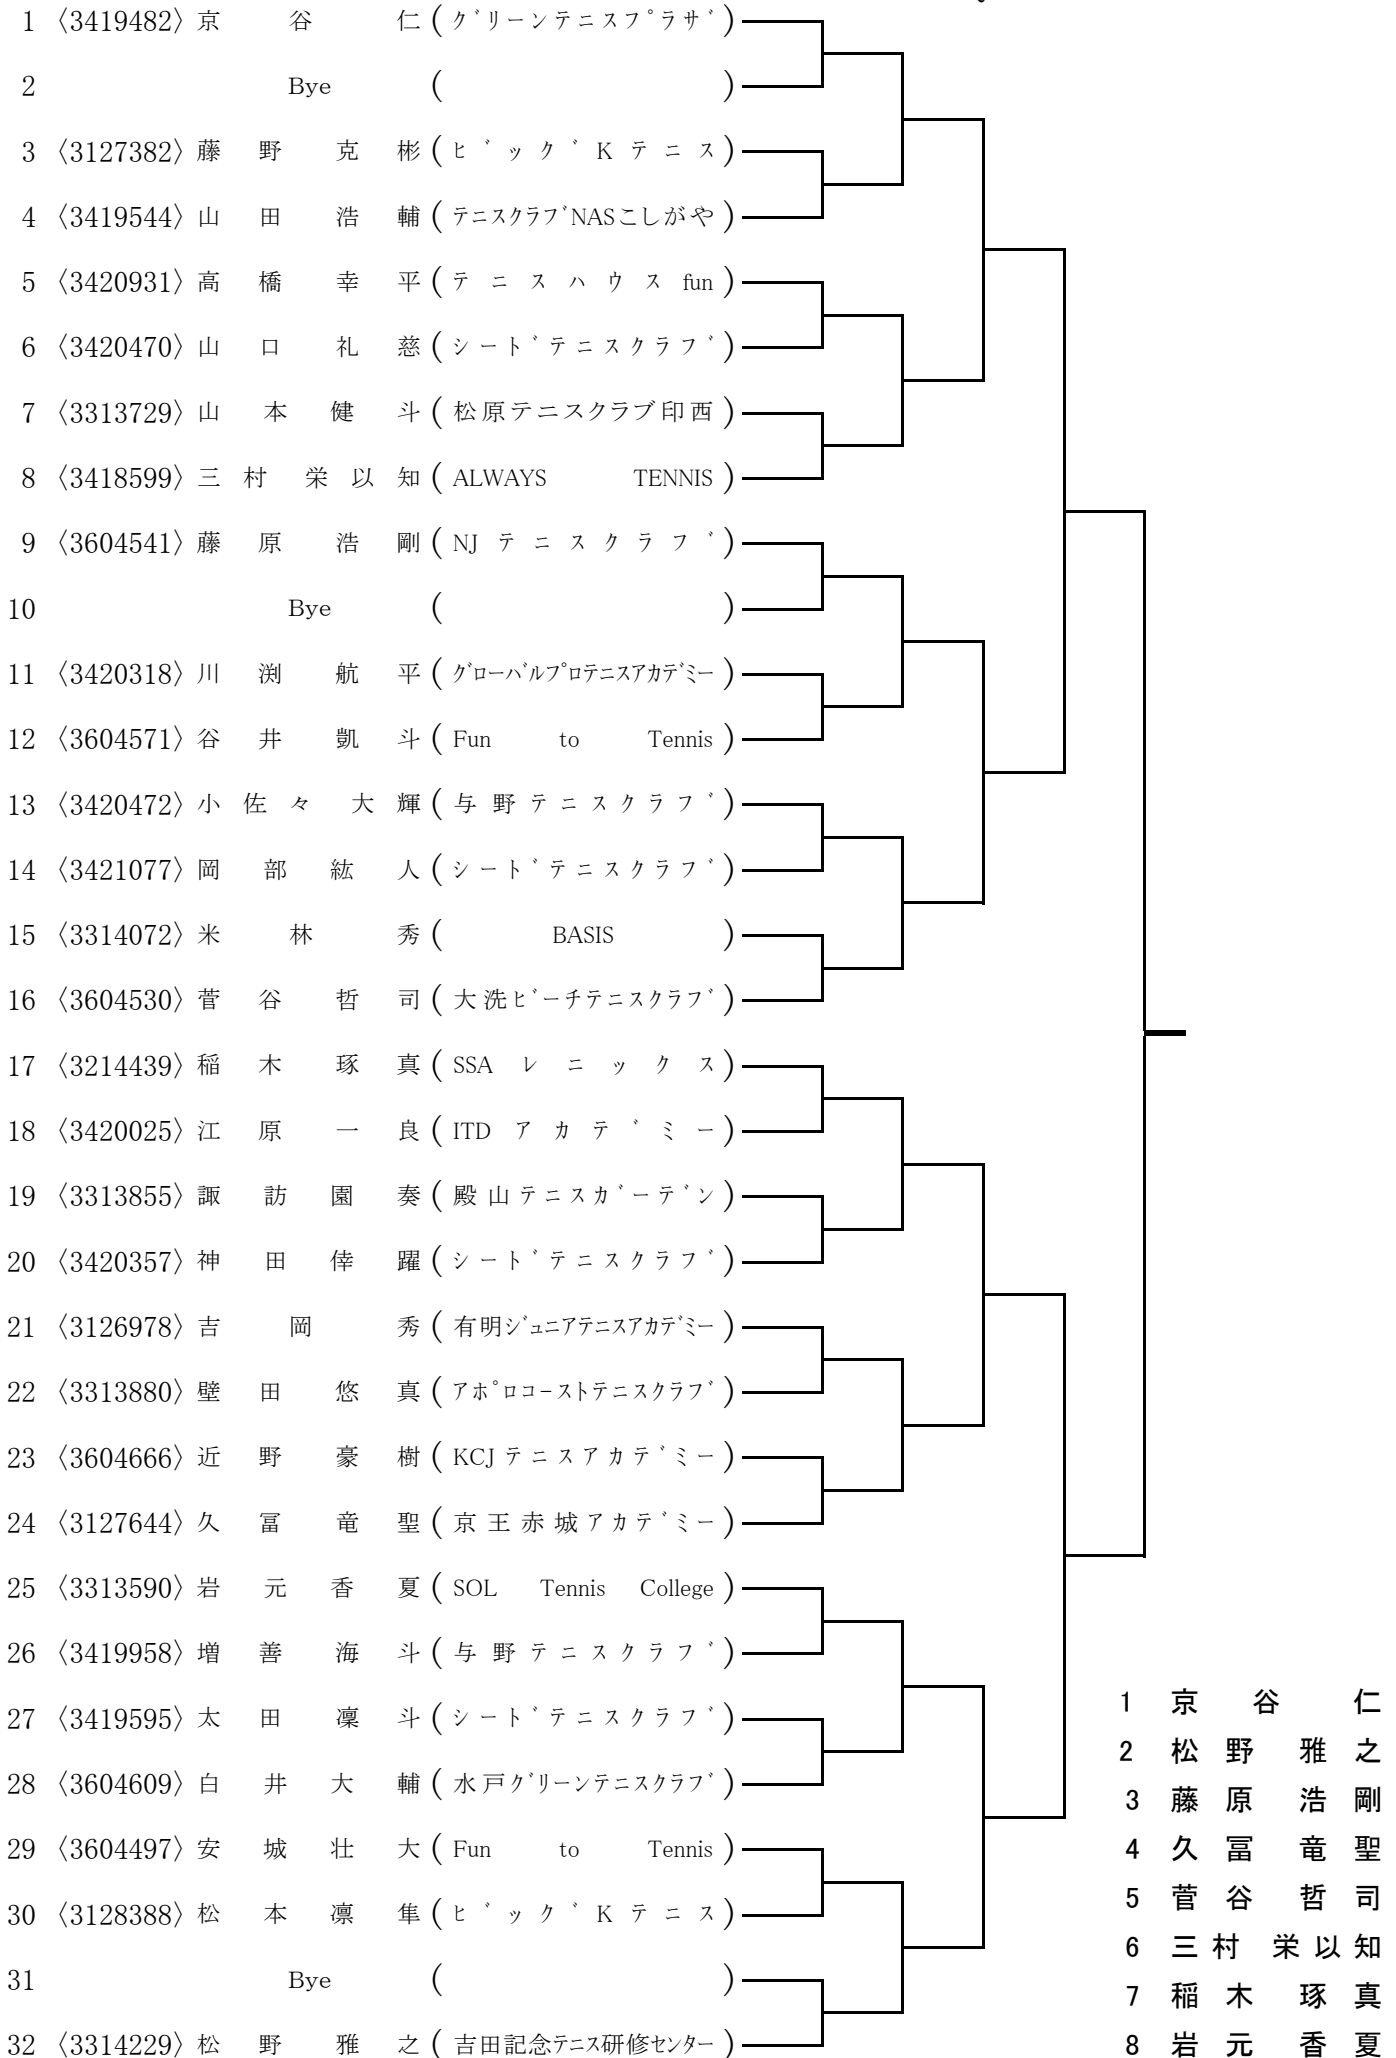 1 〈3419482〉 京谷 仁 (グリーンテニスプラザ)
2 Bye ( )
3 〈3127382〉 藤野 克彬 (ビッグKテニス)
4 〈3419544〉 山田 浩輔 (テニスクラブNASこしがや)
5 〈3420931〉 高橋 幸平 (テニスハウスfun)
6 〈3420470〉 山口 礼慈 (シードテニスクラブ)
7 〈3313729〉 山本 健斗 (松原テニスクラブ印西)
8 〈3418599〉 三村 栄以知 (ALWAYS TENNIS)
9 〈3604541〉 藤原 浩剛 (NJテニスクラブ)
10 Bye ( )
11 〈3420318〉 川渕 航平 (グローバルプロテニスアカデミー)
12 〈3604571〉 谷井 凱斗 (Fun to Tennis)
13 〈3420472〉 小佐々 大輝 (与野テニスクラブ)
14 〈3421077〉 岡部 紘人 (シードテニスクラブ)
15 〈3314072〉 米林 秀 (BASIS)
16 〈3604530〉 菅谷 哲司 (大洗ビーチテニスクラブ)
17 〈3214439〉 稲木 琢真 (SSAレニックス)
18 〈3420025〉 江原 一良 (ITDアカデミー)
19 〈3313855〉 諏訪園 奏 (殿山テニスガーデン)
20 〈3420357〉 神田 倖躍 (シードテニスクラブ)
21 〈3126978〉 吉岡 秀 (有明ジュニアテニスアカデミー)
22 〈3313880〉 壁田 悠真 (アポロコーストテニスクラブ)
23 〈3604666〉 近野 豪樹 (KCJテニスアカデミー)
24 〈3127644〉 久冨 竜聖 (京王赤城アカデミー)
25 〈3313590〉 岩元 香夏 (SOL Tennis College)
26 〈3419958〉 増善 海斗 (与野テニスクラブ)
27 〈3419595〉 太田 凜斗 (シードテニスクラブ)
28 〈3604609〉 白井 大輔 (水戸グリーンテニスクラブ)
29 〈3604497〉 安城 壮大 (Fun to Tennis)
30 〈3128388〉 松本 凛隼 (ビッグKテニス)
31 Bye ( )
32 〈3314229〉 松野 雅之 (吉田記念テニス研修センター)
1 京谷 仁
2 松野 雅之
3 藤原 浩剛
4 久冨 竜聖
5 菅谷 哲司
6 三村 栄以知
7 稲木 琢真
8 岩元 香夏